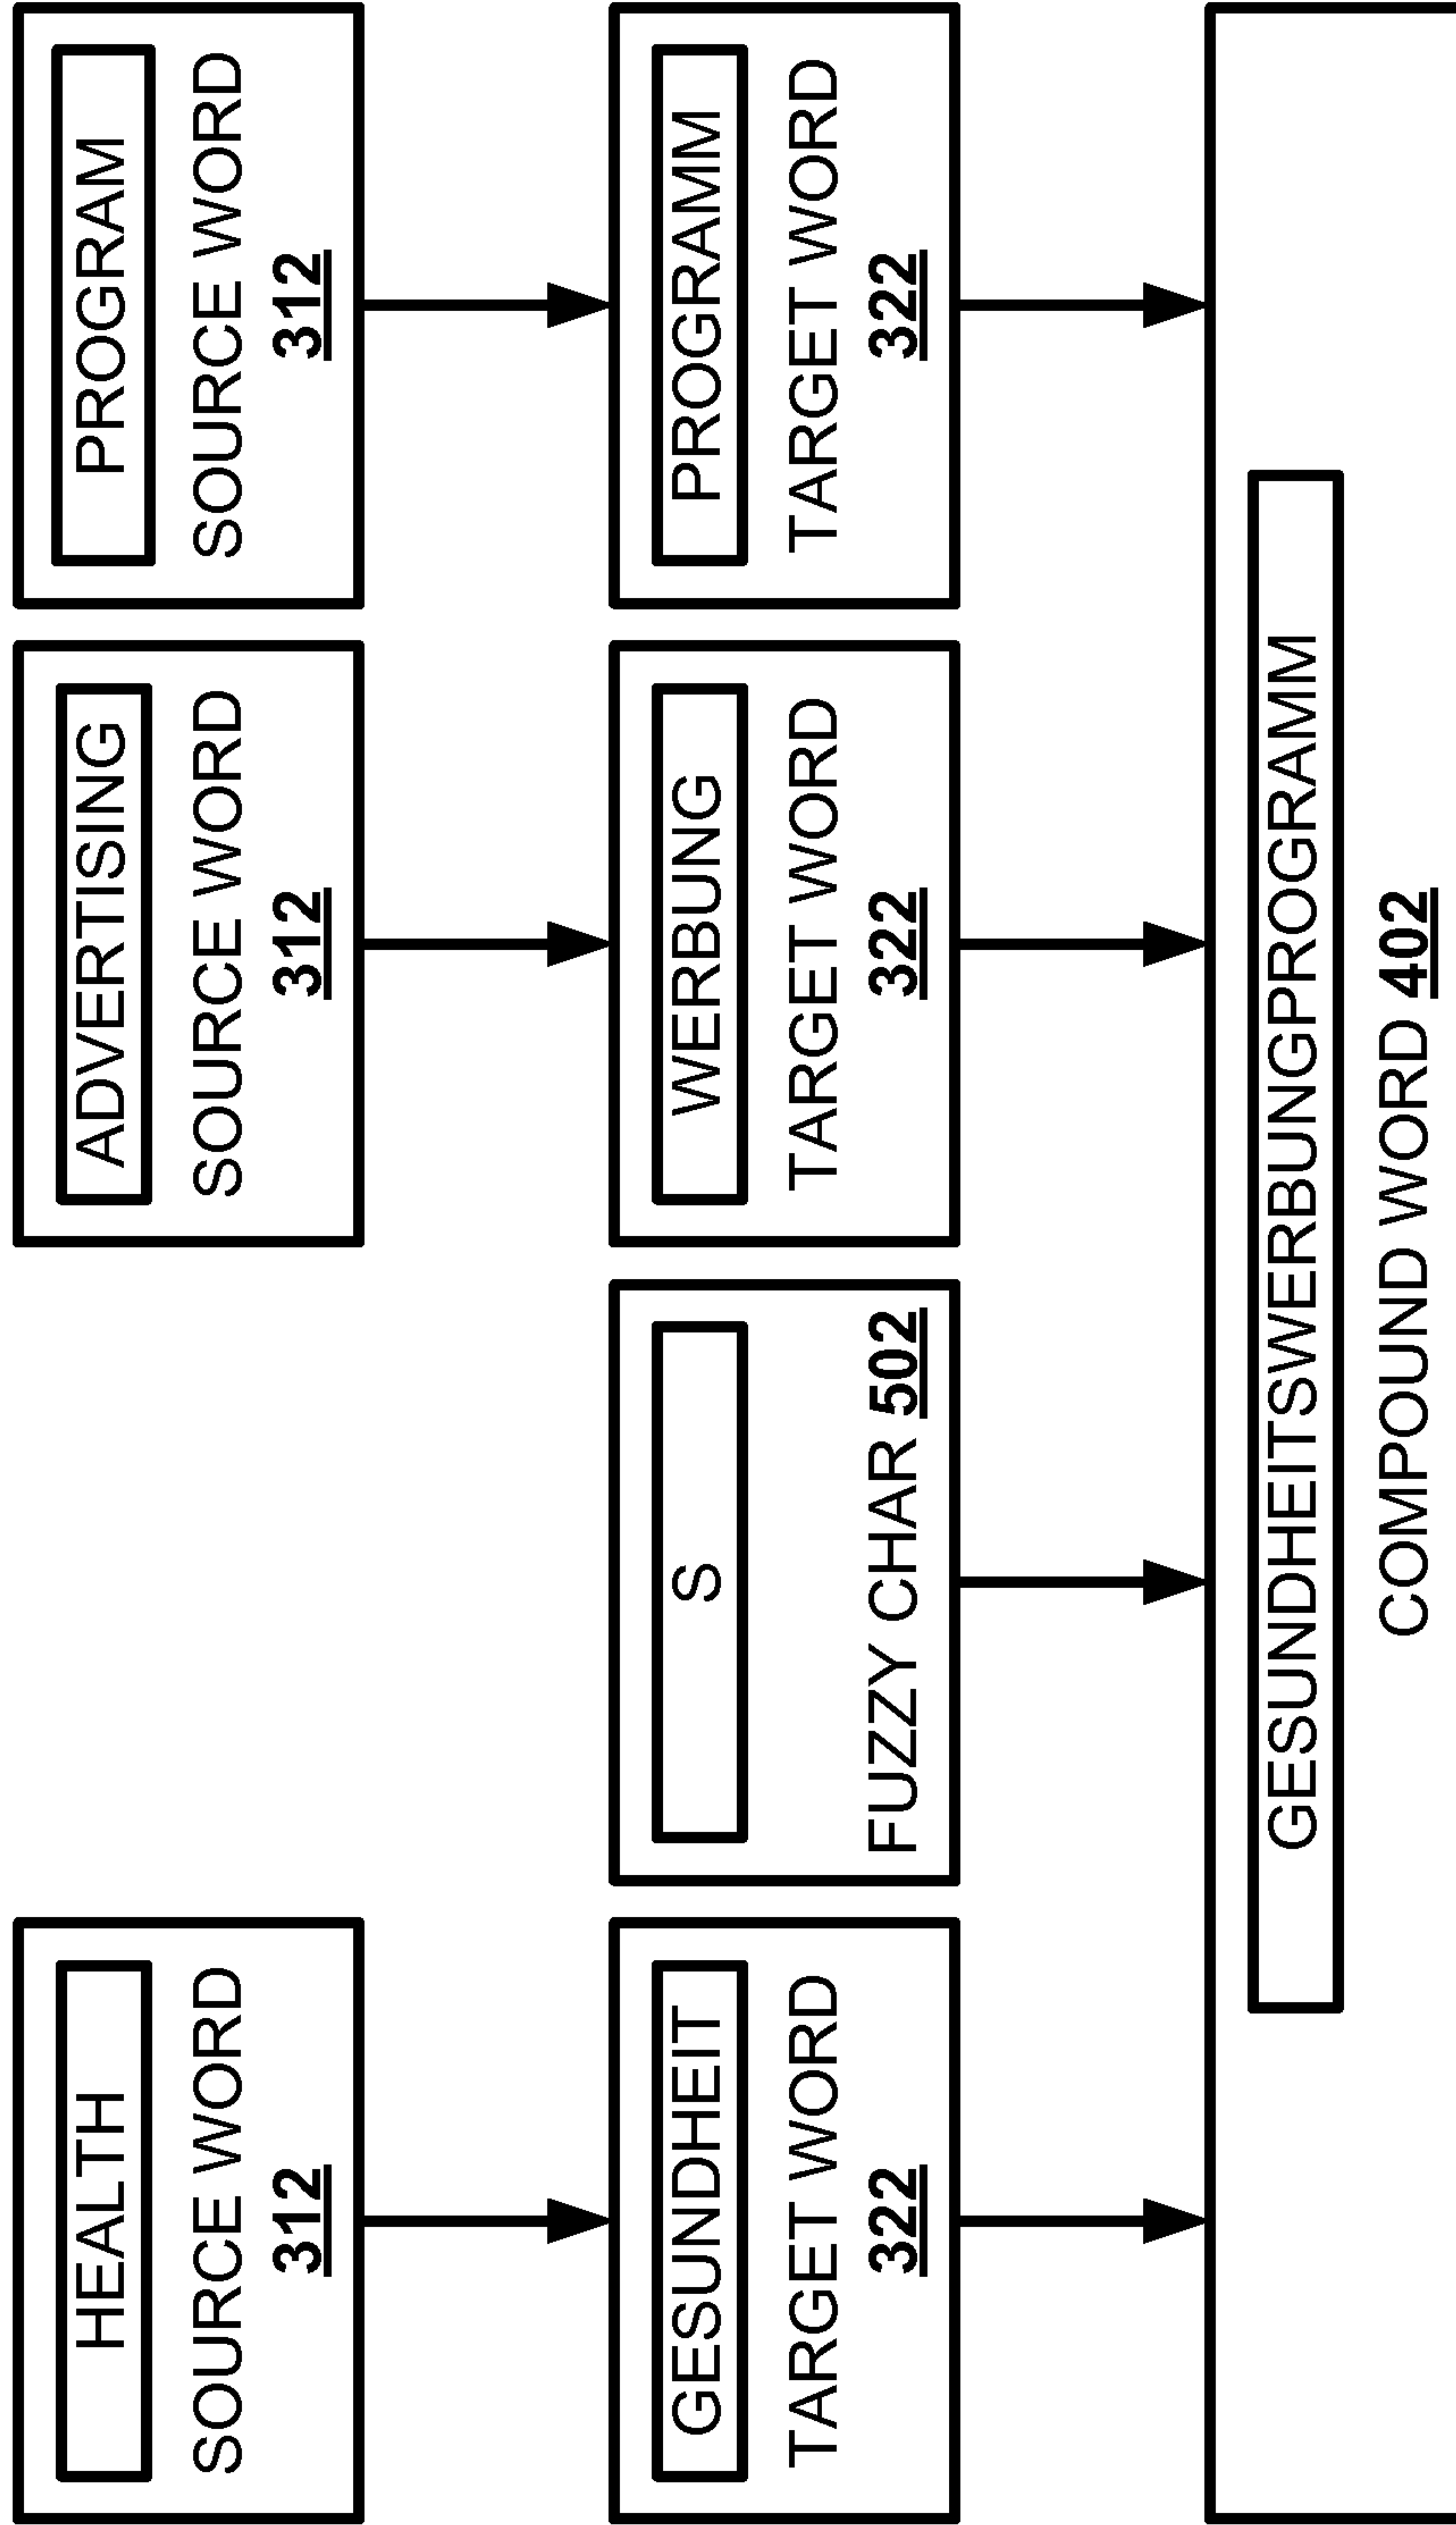 HEALTH
SOURCE WORD
312
ADVERTISING
SOURCE WORD
312
PROGRAM
SOURCE WORD
312
GESUNDHEIT
TARGET WORD
322
S
FUZZY CHAR 502
WERBUNG
TARGET WORD
322
PROGRAMM
TARGET WORD
322
GESUNDHEITSWERBUNGPROGRAMM
COMPOUND WORD 402